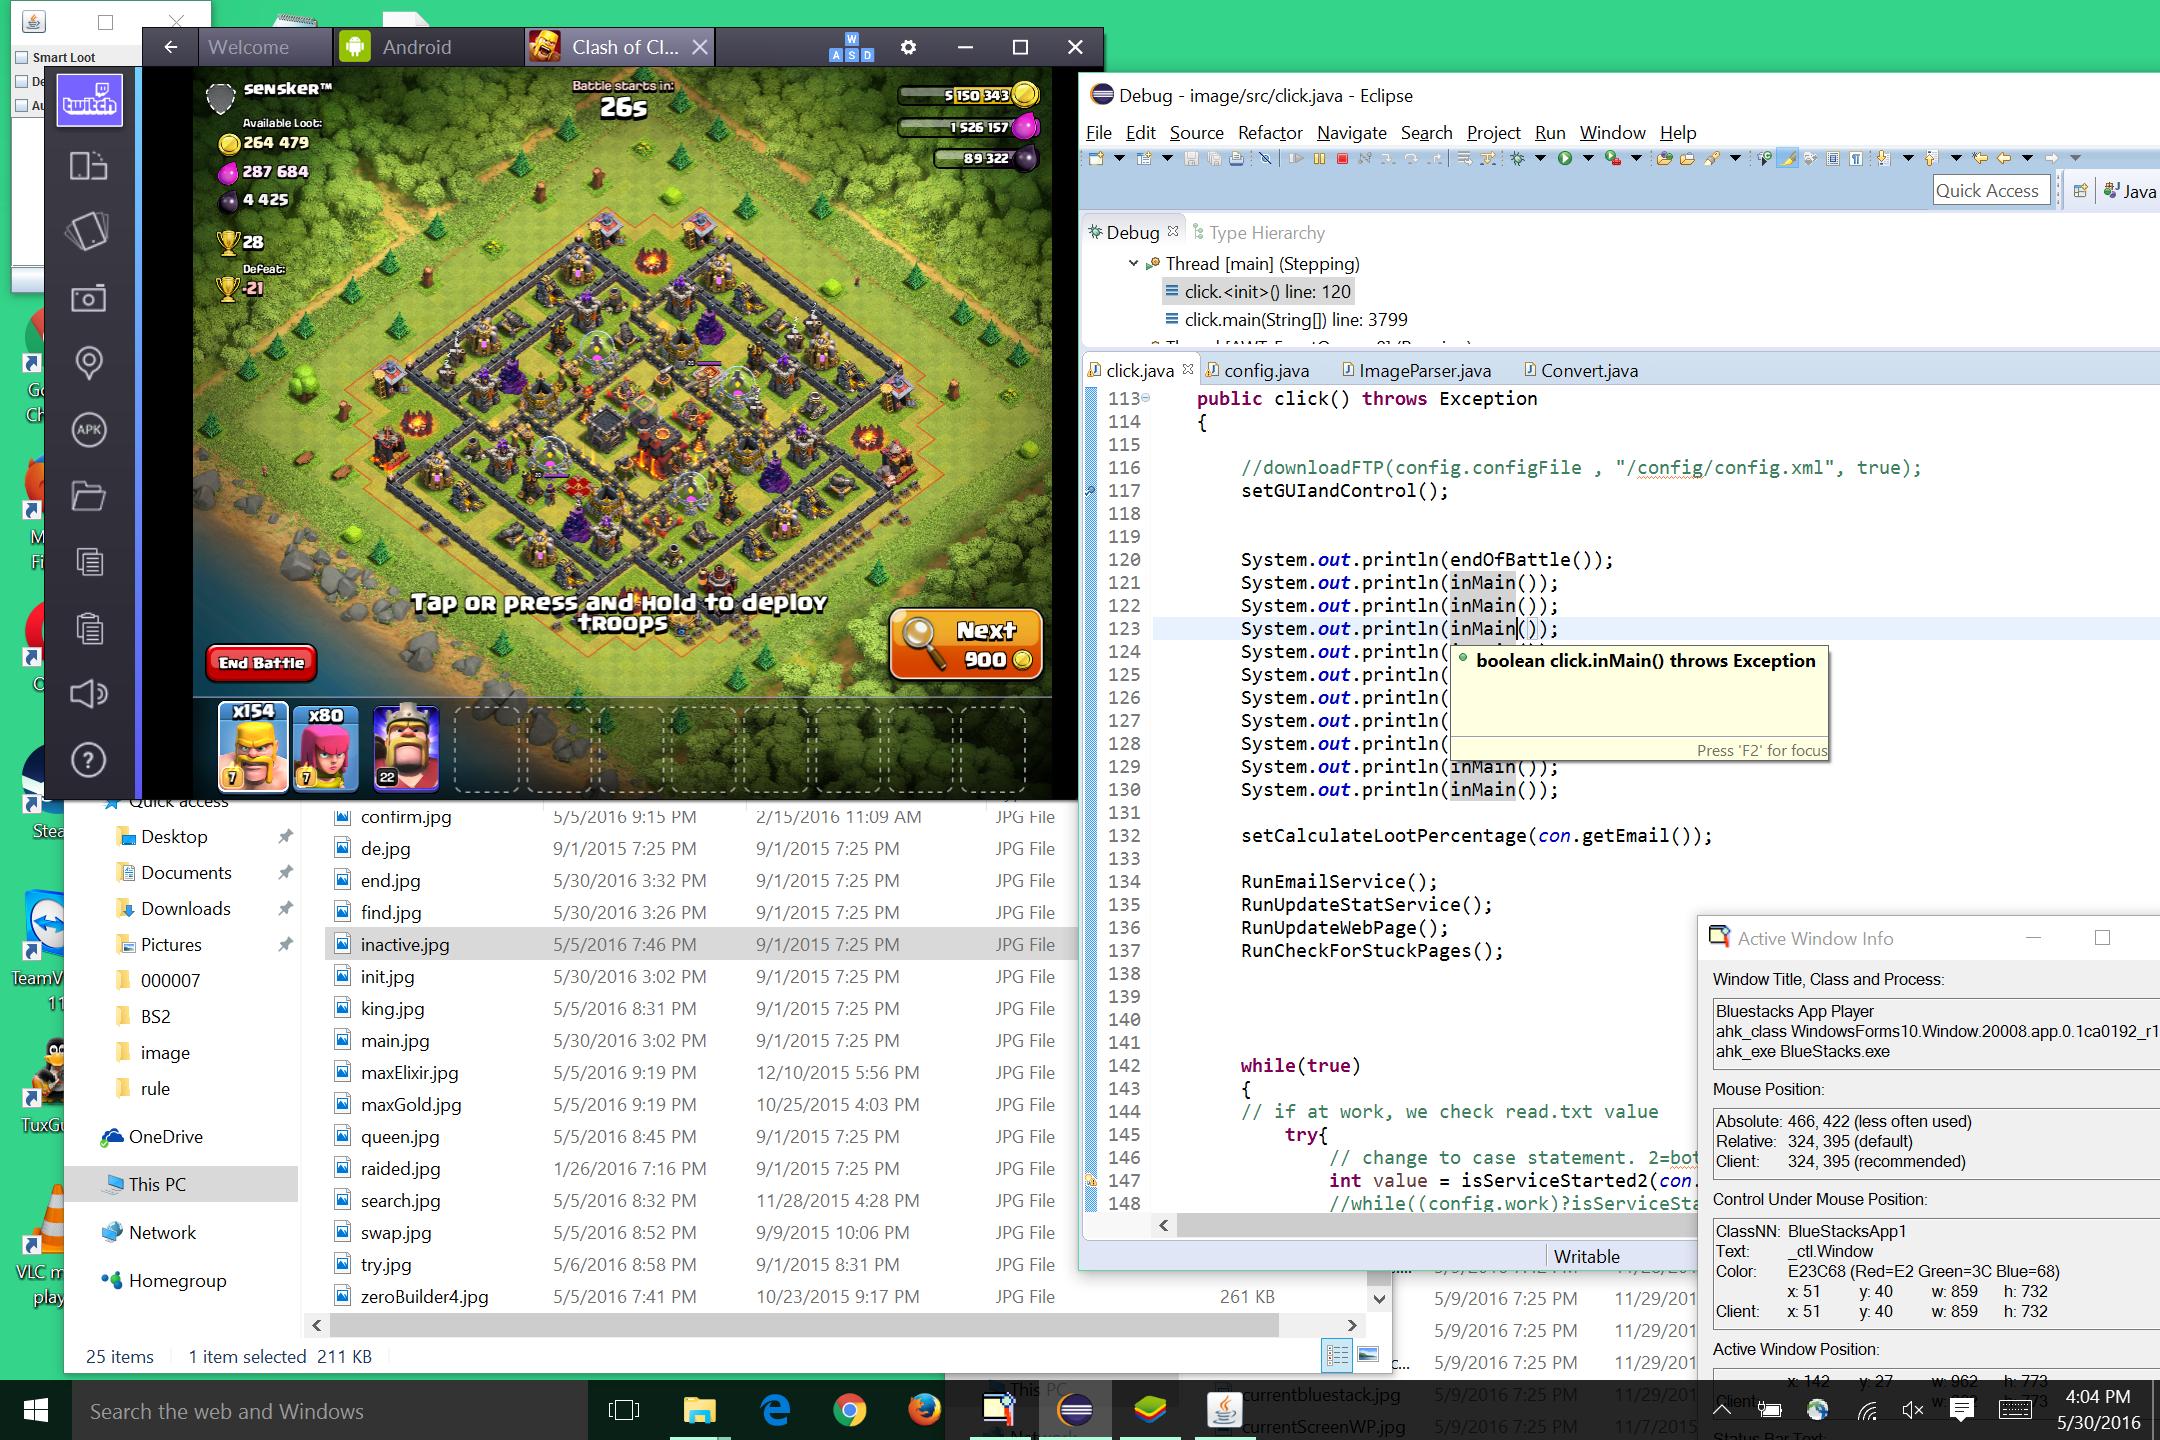 Smart Loot
De
Au
Welcome
Android
Clash of Cl...
W
A S D
twitch
APK
sensker™
Available Loot:
264 479
287 684
4 425
28
Defeat:
-21
Battle starts in:
26s
5 150 343
1 526 157
89 322
Tap or press and hold to deploy
troops
End Battle
Next
900
x154
7
x80
7
22
Debug - image/src/click.java - Eclipse
File Edit Source Refactor Navigate Search Project Run Window Help
Quick Access
Java
Debug
Type Hierarchy
Thread [main] (Stepping)
click.<init>() line: 120
click.main(String[]) line: 3799
click.java
config.java
ImageParser.java
Convert.java
113 public click() throws Exception
114 {
115
116 //downloadFTP(config.configFile , "/config/config.xml", true);
117 setGUIandControl();
118
119
120 System.out.println(endOfBattle());
121 System.out.println(inMain());
122 System.out.println(inMain());
123 System.out.println(inMain());
124 System.out.println(
125 System.out.println(
126 System.out.println(
127 System.out.println(
128 System.out.println(
129 System.out.println(inMain());
130 System.out.println(inMain());
131
132 setCalculateLootPercentage(con.getEmail());
133
134 RunEmailService();
135 RunUpdateStatService();
136 RunUpdateWebPage();
137 RunCheckForStuckPages();
138
139
140
141
142 while(true)
143 {
144 // if at work, we check read.txt value
145 try{
146 // change to case statement. 2=bot
147 int value = isServiceStarted2(con.
148 //while((config.work)?isServiceSta
boolean click.inMain() throws Exception
Press 'F2' for focus
Writable
Quick access
Desktop
Documents
Downloads
Pictures
000007
BS2
image
rule
OneDrive
This PC
Network
Homegroup
confirm.jpg 5/5/2016 9:15 PM 2/15/2016 11:09 AM JPG File
de.jpg 9/1/2015 7:25 PM 9/1/2015 7:25 PM JPG File
end.jpg 5/30/2016 3:32 PM 9/1/2015 7:25 PM JPG File
find.jpg 5/30/2016 3:26 PM 9/1/2015 7:25 PM JPG File
inactive.jpg 5/5/2016 7:46 PM 9/1/2015 7:25 PM JPG File
init.jpg 5/30/2016 3:02 PM 9/1/2015 7:25 PM JPG File
king.jpg 5/5/2016 8:31 PM 9/1/2015 7:25 PM JPG File
main.jpg 5/30/2016 3:02 PM 9/1/2015 7:25 PM JPG File
maxElixir.jpg 5/5/2016 9:19 PM 12/10/2015 5:56 PM JPG File
maxGold.jpg 5/5/2016 9:19 PM 10/25/2015 4:03 PM JPG File
queen.jpg 5/5/2016 8:45 PM 9/1/2015 7:25 PM JPG File
raided.jpg 1/26/2016 7:16 PM 9/1/2015 7:25 PM JPG File
search.jpg 5/5/2016 8:32 PM 11/28/2015 4:28 PM JPG File
swap.jpg 5/5/2016 8:52 PM 9/9/2015 10:06 PM JPG File
try.jpg 5/6/2016 8:58 PM 9/1/2015 8:31 PM JPG File
zeroBuilder4.jpg 5/5/2016 7:41 PM 10/23/2015 9:17 PM JPG File 261 KB
25 items 1 item selected 211 KB
5/9/2016 7:25 PM 11/29/201
5/9/2016 7:25 PM 11/29/201
c... 5/9/2016 7:25 PM 11/29/201
currentbluestack.jpg 5/9/2016 7:25 PM 11/29/201
currentScreenWP.jpg 5/9/2016 7:25 PM 11/7/2015
This PC
Active Window Info
Window Title, Class and Process:
Bluestacks App Player
ahk_class WindowsForms10.Window.20008.app.0.1ca0192_r1
ahk_exe BlueStacks.exe
Mouse Position:
Absolute: 466, 422 (less often used)
Relative: 324, 395 (default)
Client: 324, 395 (recommended)
Control Under Mouse Position:
ClassNN: BlueStacksApp1
Text: _ctl.Window
Color: E23C68 (Red=E2 Green=3C Blue=68)
x: 51 y: 40 w: 859 h: 732
Client: x: 51 y: 40 w: 859 h: 732
Active Window Position:
x: 142 y: 27 w: 962 h: 773
Status Bar Text:
Go
Ch
M
Fi
O
Stea
TeamV
11
TuxGu
VLC m
play
Search the web and Windows
4:04 PM
5/30/2016